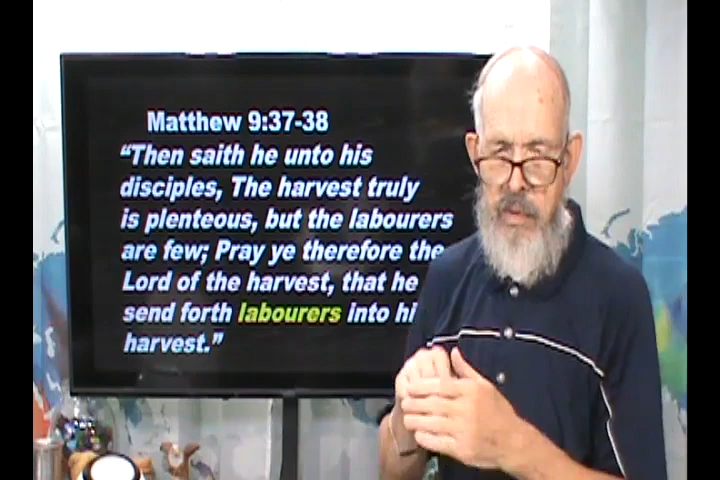 Matthew 9:37-38
“Then saith he unto his
disciples, The harvest truly
is plenteous, but the labourers
are few; Pray ye therefore the
Lord of the harvest, that he
send forth labourers into hi
harvest.”